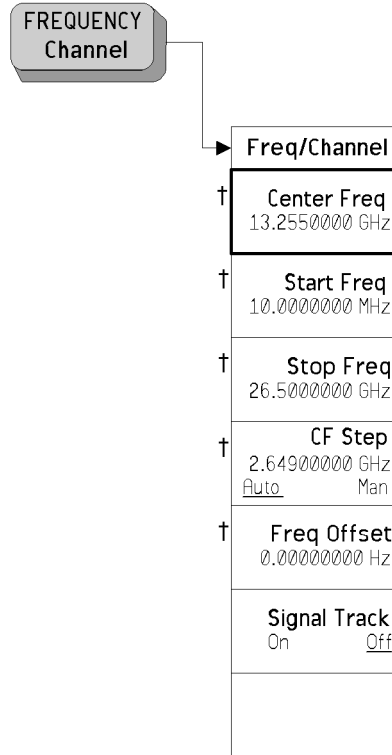 FREQUENCY
Channel
Freq/Channel
† Center Freq
13.2550000 GHz
† Start Freq
10.0000000 MHz
† Stop Freq
26.5000000 GHz
† CF Step
2.64900000 GHz
Auto Man
† Freq Offset
0.00000000 Hz
Signal Track
On Off